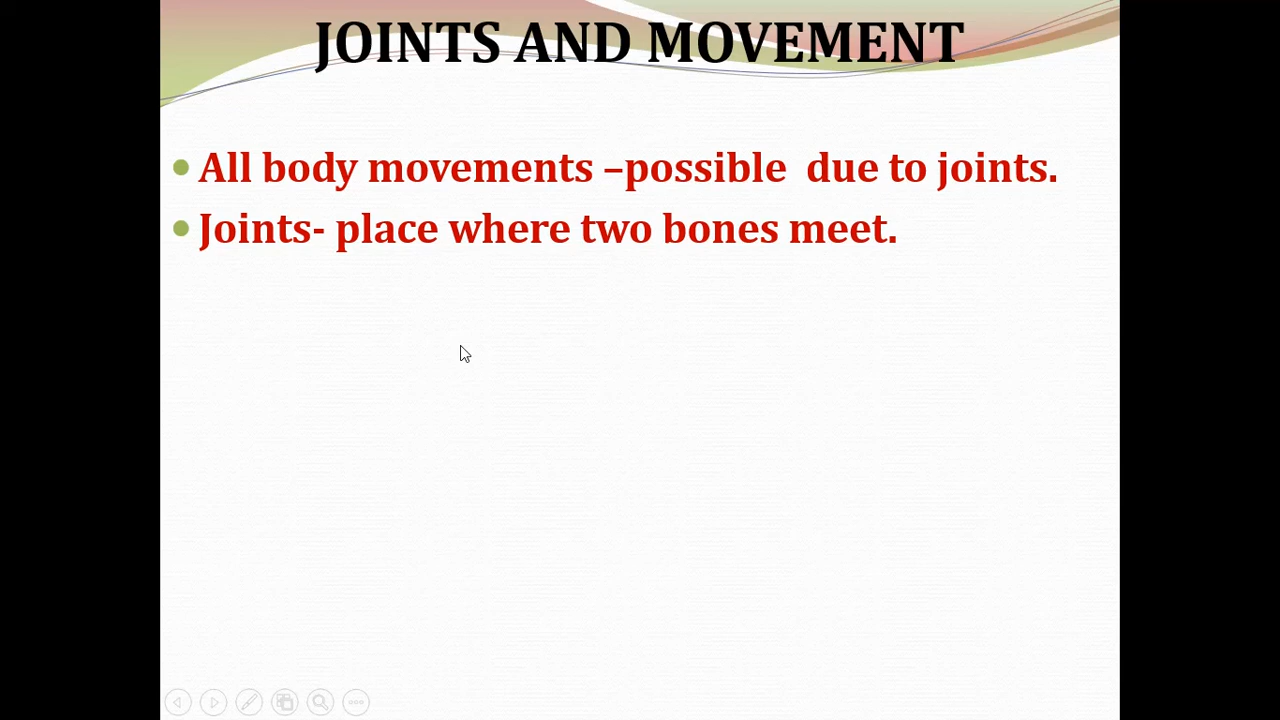 JOINTS AND MOVEMENT
All body movements –possible  due to joints.
Joints- place where two bones meet.